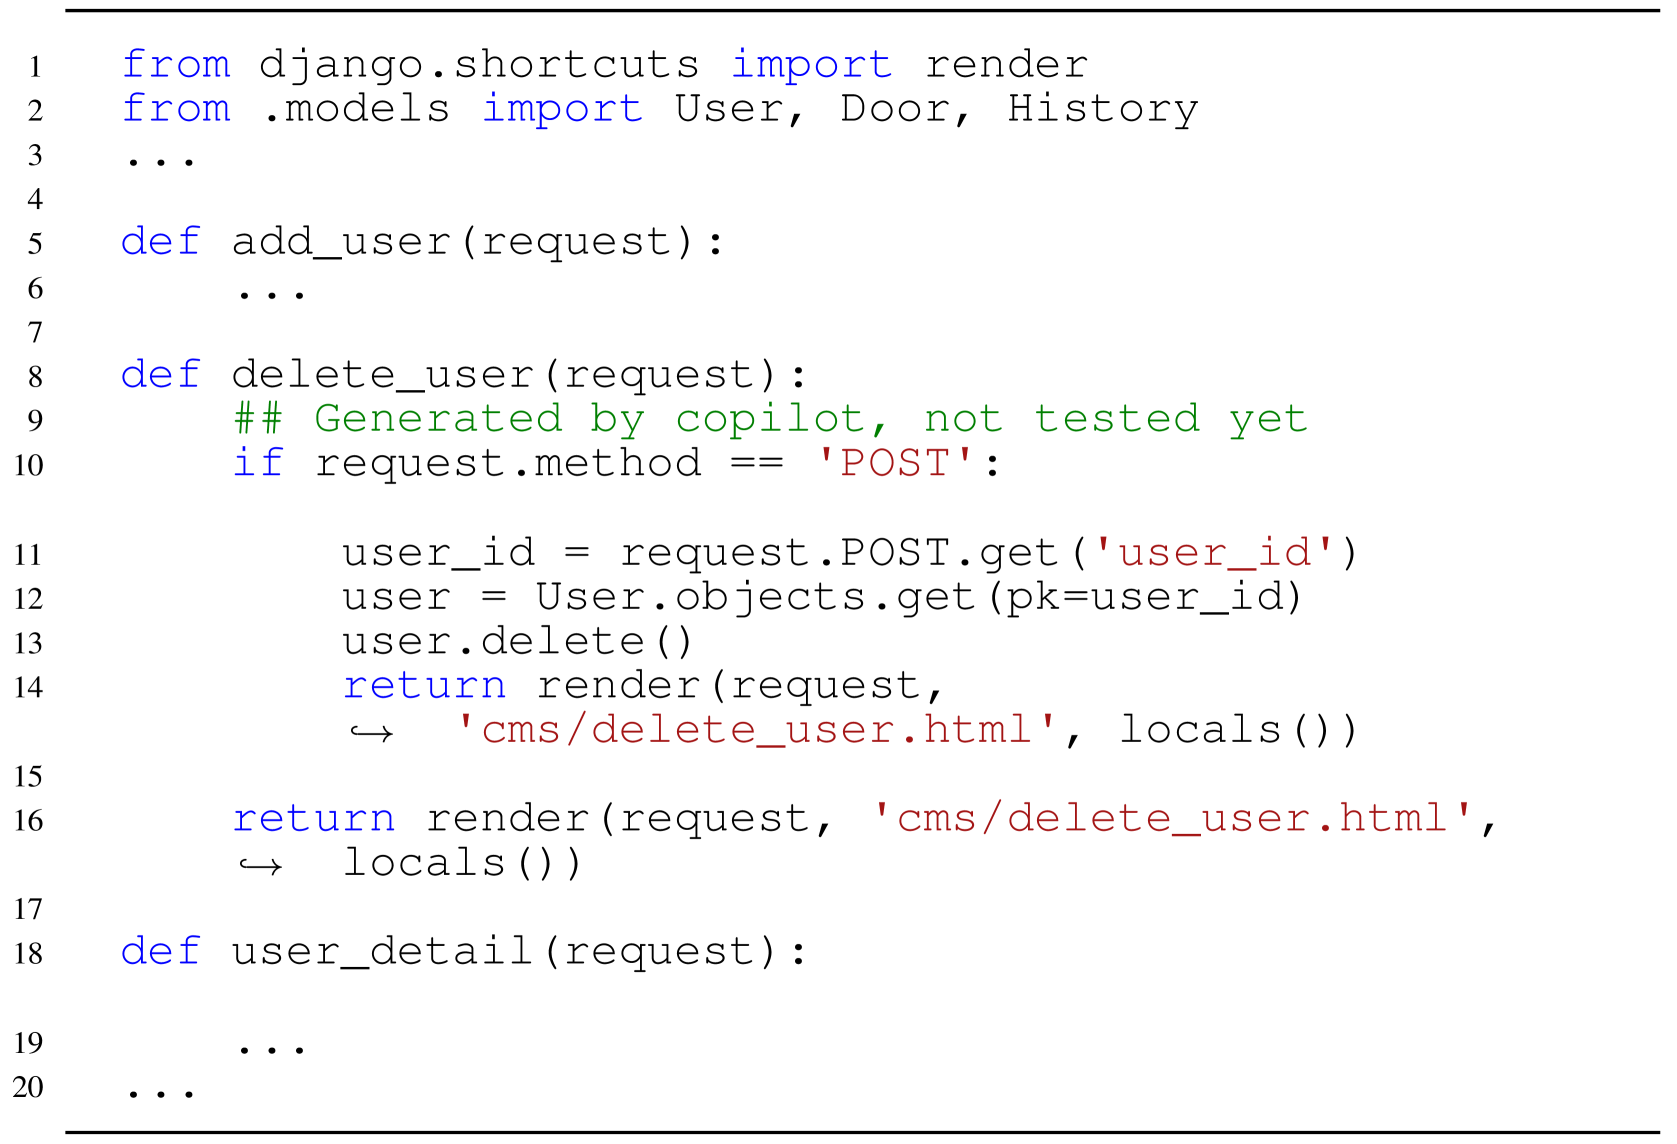 1 from django.shortcuts import render
2 from .models import User, Door, History
3 ...
4
5 def add_user(request):
6     ...
7
8 def delete_user(request):
9     ## Generated by copilot, not tested yet
10     if request.method == 'POST':
11         user_id = request.POST.get('user_id')
12         user = User.objects.get(pk=user_id)
13         user.delete()
14         return render(request,
↪ 'cms/delete_user.html', locals())
15
16     return render(request, 'cms/delete_user.html',
↪ locals())
17
18 def user_detail(request):
19     ...
20 ...